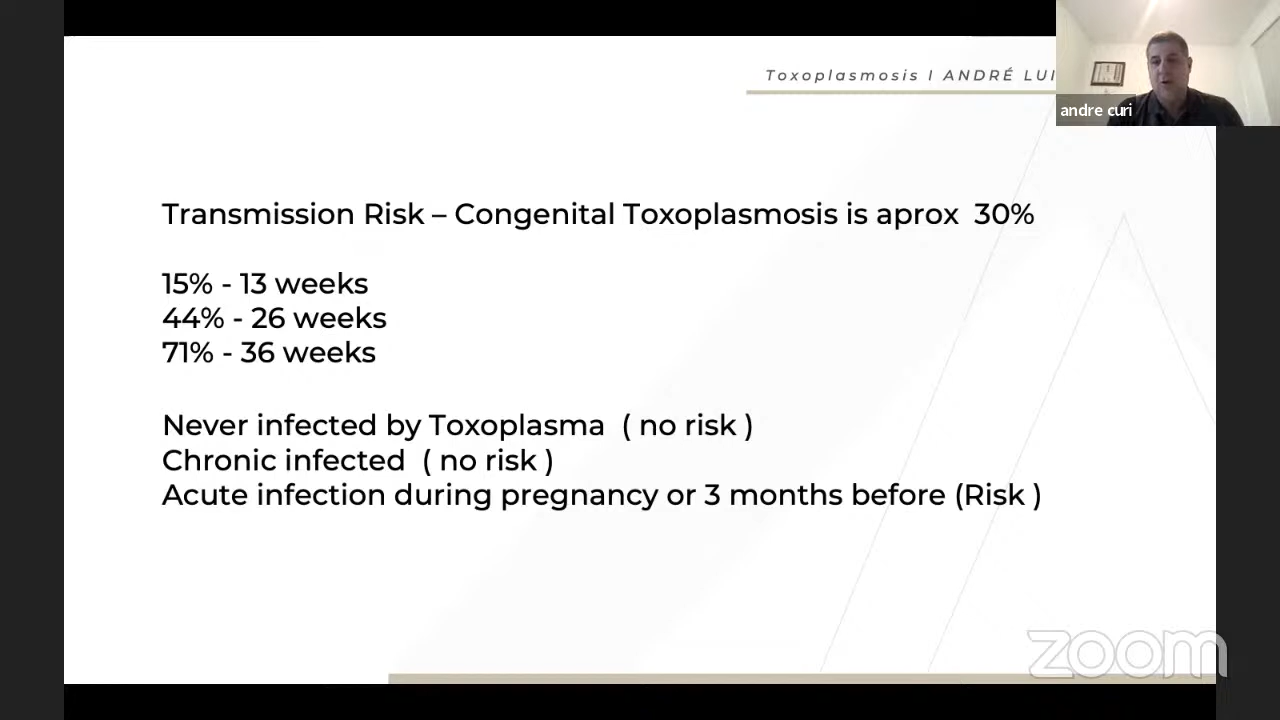 Toxoplasmosis I ANDRÉ LUI
andre curi
Transmission Risk – Congenital Toxoplasmosis is aprox 30%
15% - 13 weeks
44% - 26 weeks
71% - 36 weeks
Never infected by Toxoplasma ( no risk )
Chronic infected ( no risk )
Acute infection during pregnancy or 3 months before (Risk )
zoom